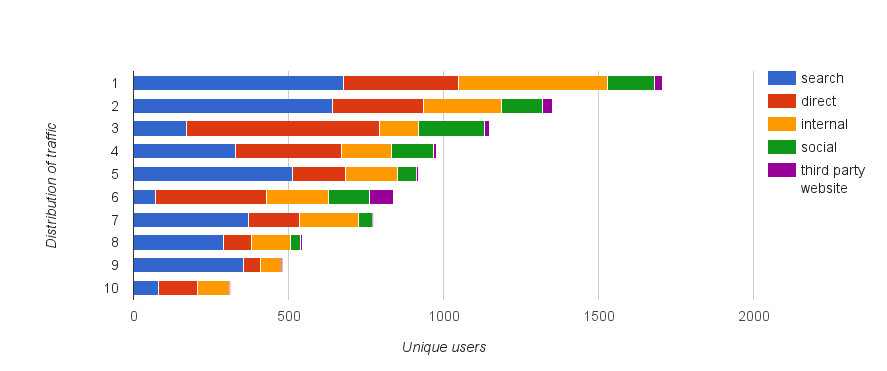 1
2
3
4
5
6
7
8
9
10
Distribution of traffic
0 500 1000 1500 2000
Unique users
search
direct
internal
social
third party
website